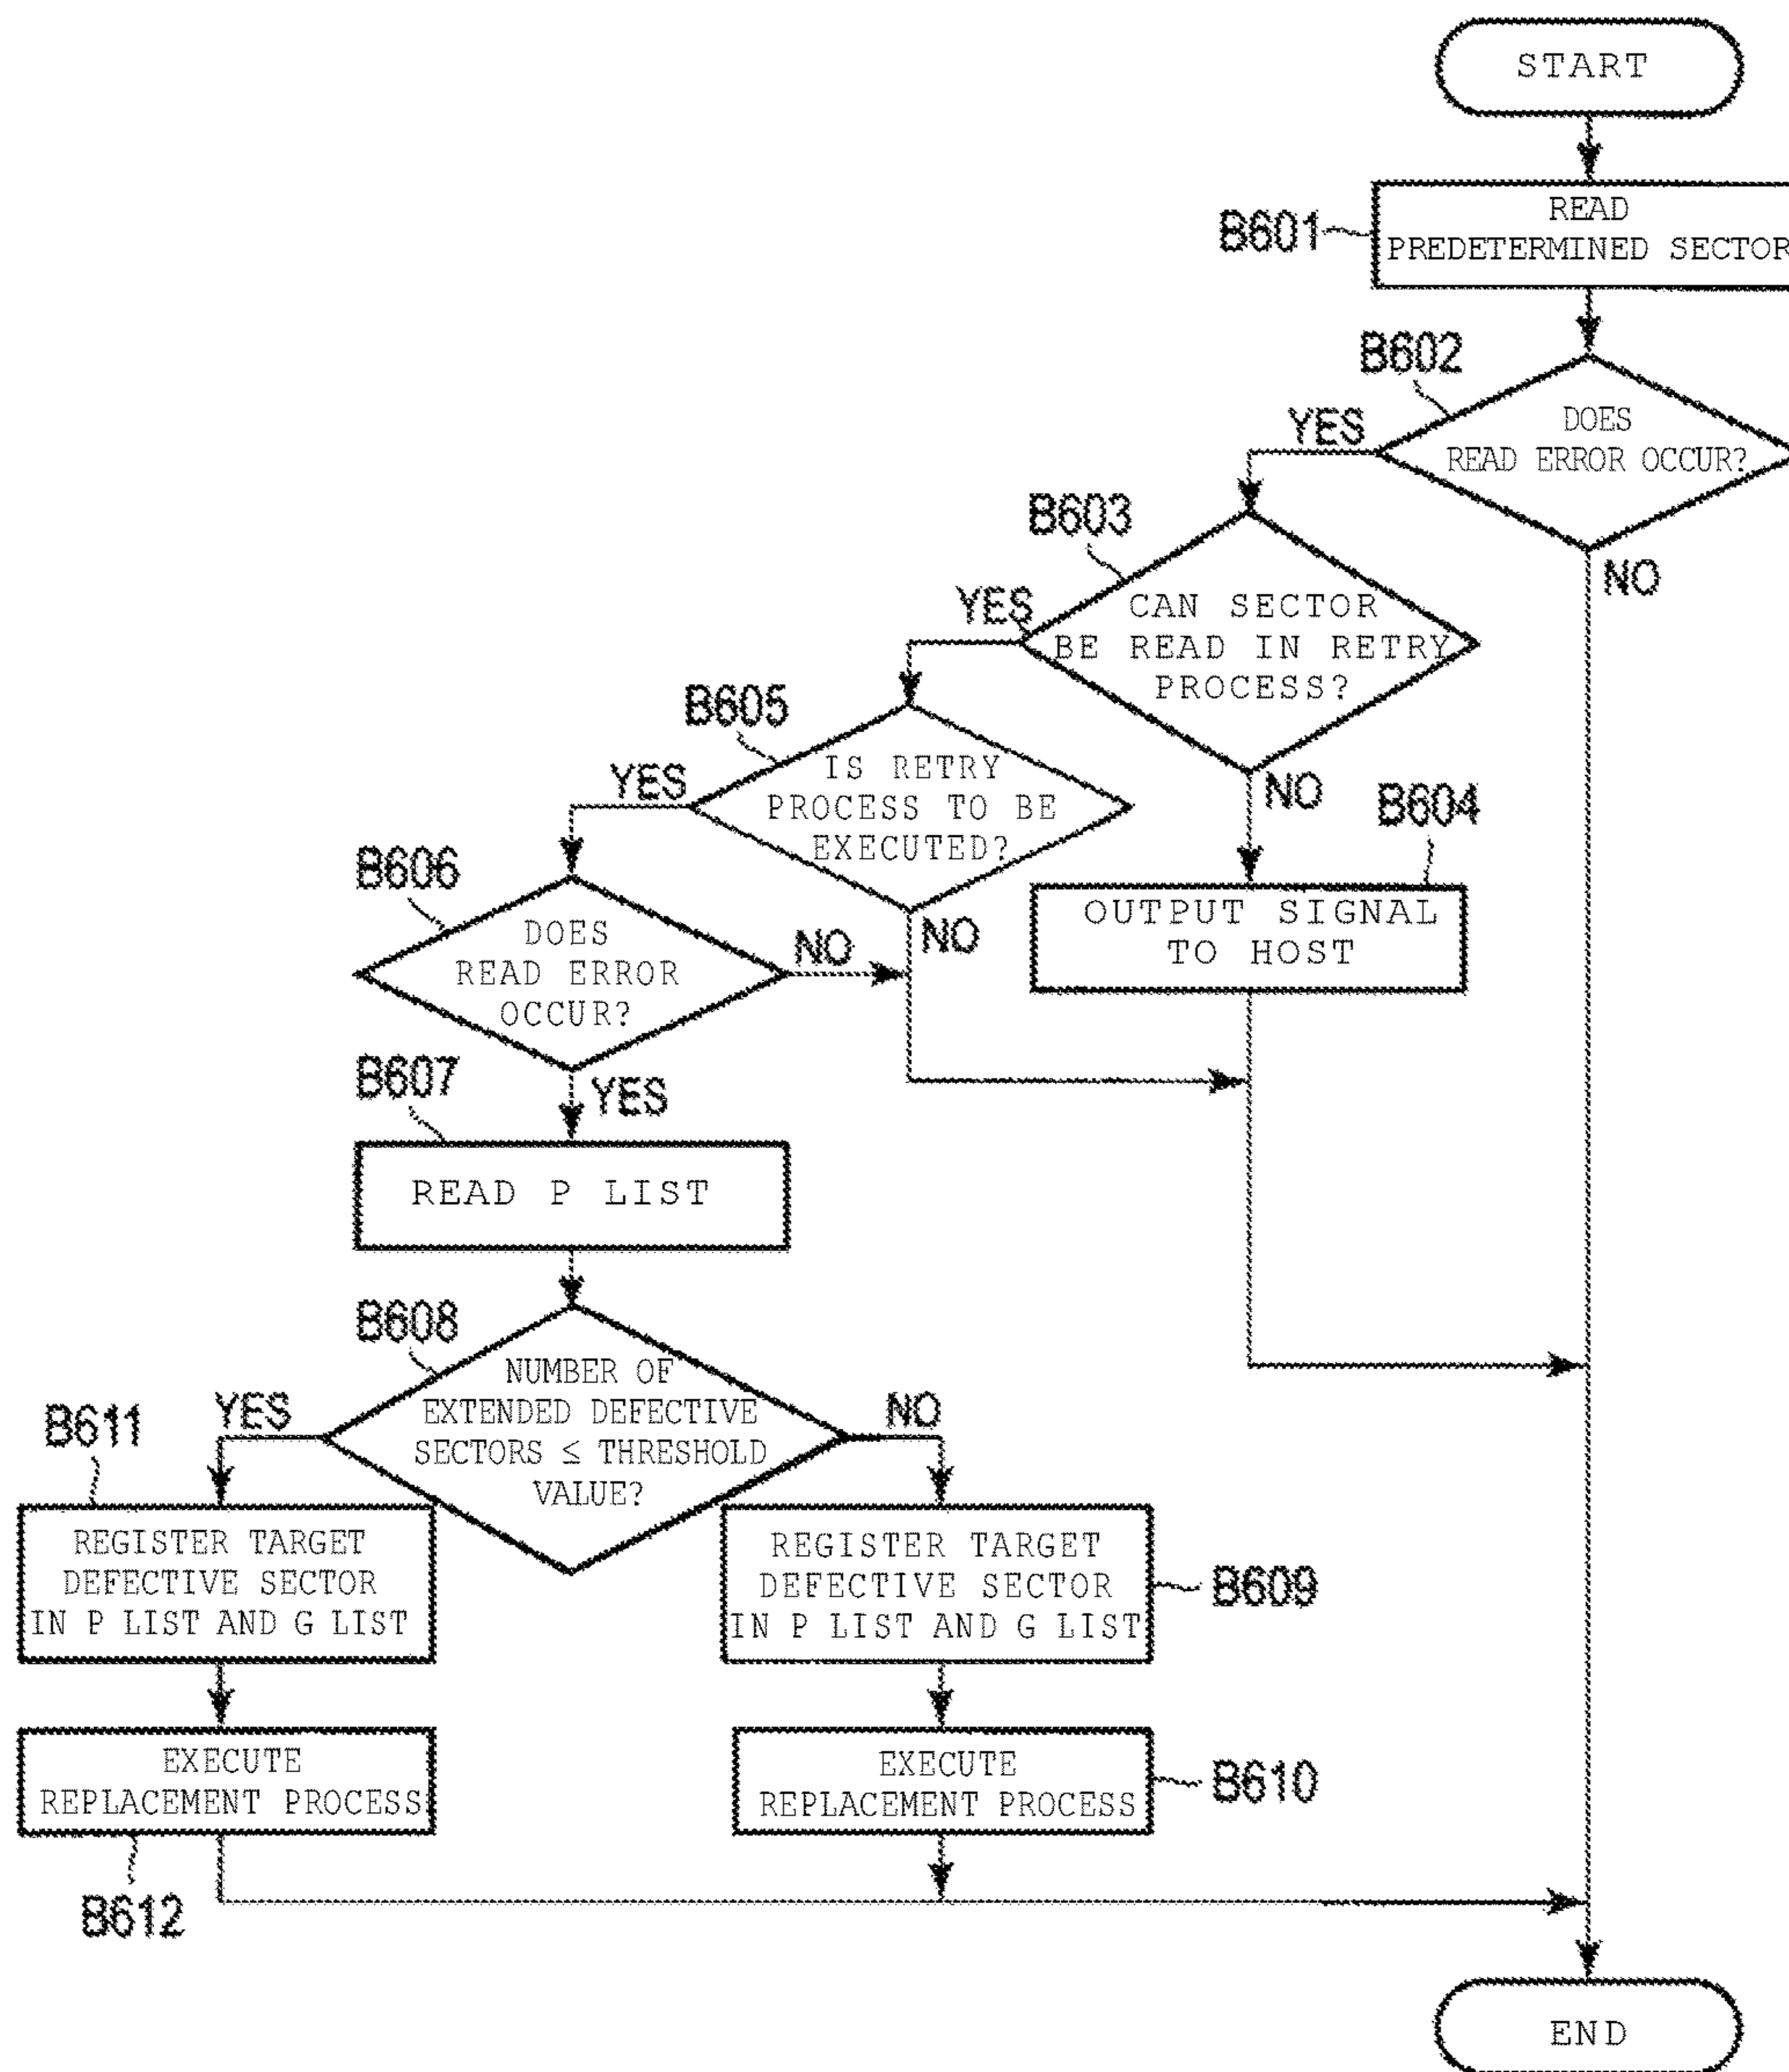 START
B601
READ
PREDETERMINED SECTOR
B602
DOES
READ ERROR OCCUR?
YES
NO
B603
CAN SECTOR
BE READ IN RETRY
PROCESS?
YES
NO
B604
OUTPUT SIGNAL
TO HOST
B605
IS RETRY
PROCESS TO BE
EXECUTED?
YES
NO
B606
DOES
READ ERROR
OCCUR?
NO
YES
B607
READ P LIST
B608
NUMBER OF
EXTENDED DEFECTIVE
SECTORS ≤ THRESHOLD
VALUE?
YES
NO
B611
REGISTER TARGET
DEFECTIVE SECTOR
IN P LIST AND G LIST
REGISTER TARGET
DEFECTIVE SECTOR
IN P LIST AND G LIST
B609
EXECUTE
REPLACEMENT PROCESS
B612
EXECUTE
REPLACEMENT PROCESS
B610
END